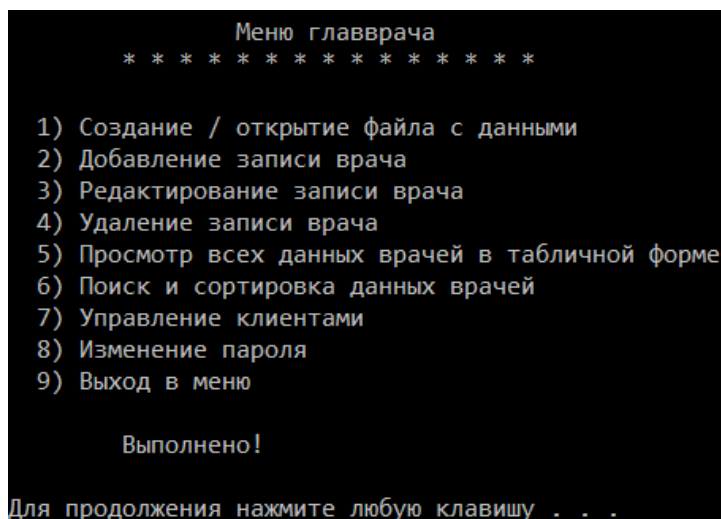 Меню главврача
* * * * * * * * * * * * * * *
1) Создание / открытие файла с данными
2) Добавление записи врача
3) Редактирование записи врача
4) Удаление записи врача
5) Просмотр всех данных врачей в табличной форме
6) Поиск и сортировка данных врачей
7) Управление клиентами
8) Изменение пароля
9) Выход в меню
Выполнено!
Для продолжения нажмите любую клавишу . . .